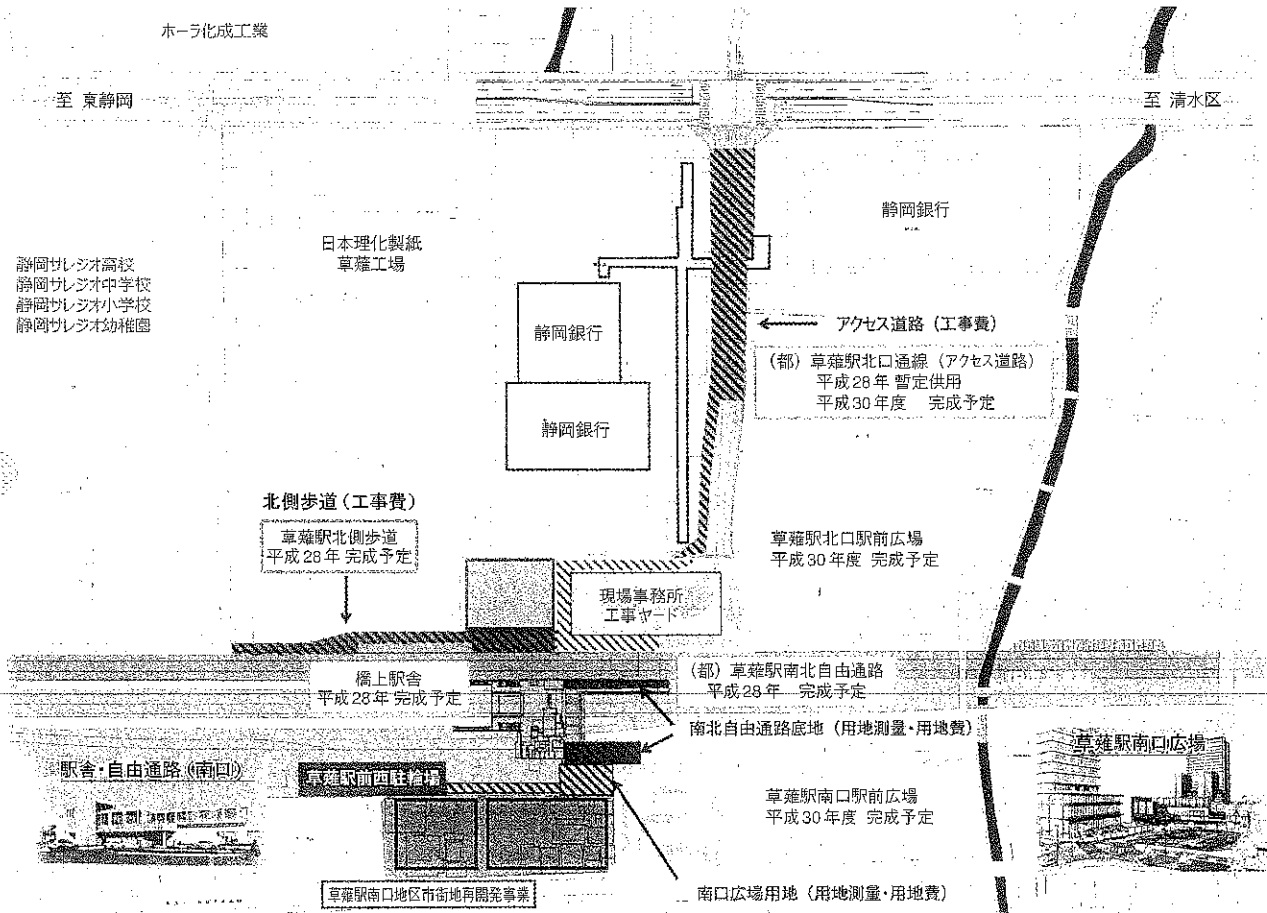 ホーラ化成工業
至 東静岡
至 清水区
静岡銀行
日本理化製紙
草薙工場
静岡サレジオ高校
静岡サレジオ中学校
静岡サレジオ小学校
静岡サレジオ幼稚園
静岡銀行
アクセス道路（工事費）
（都）草薙駅北口通線（アクセス道路）
平成28年 暫定供用
平成30年度 完成予定
静岡銀行
北側歩道（工事費）
草薙駅北側歩道
平成28年 完成予定
草薙駅北口駅前広場
平成30年度 完成予定
現場事務所
工事ヤード
橋上駅舎
平成28年 完成予定
（都）草薙駅南北自由通路
平成28年 完成予定
南北自由通路底地（用地測量・用地費）
草薙駅南口広場
駅舎・自由通路（南口）
草薙駅前西駐輪場
草薙駅南口駅前広場
平成30年度 完成予定
草薙駅南口地区市街地再開発事業
南口広場用地（用地測量・用地費）